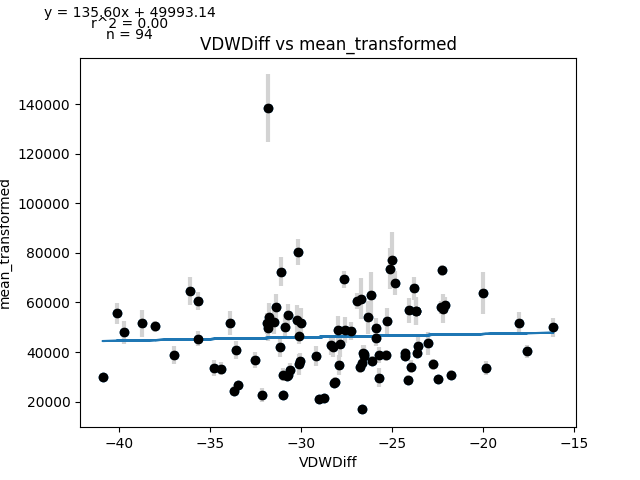 y = 135.60x + 49993.14
r^2 = 0.00
n = 94
VDWDiff vs mean_transformed
140000
120000
100000
80000
60000
40000
20000
mean_transformed
−40 −35 −30 −25 −20 −15
VDWDiff